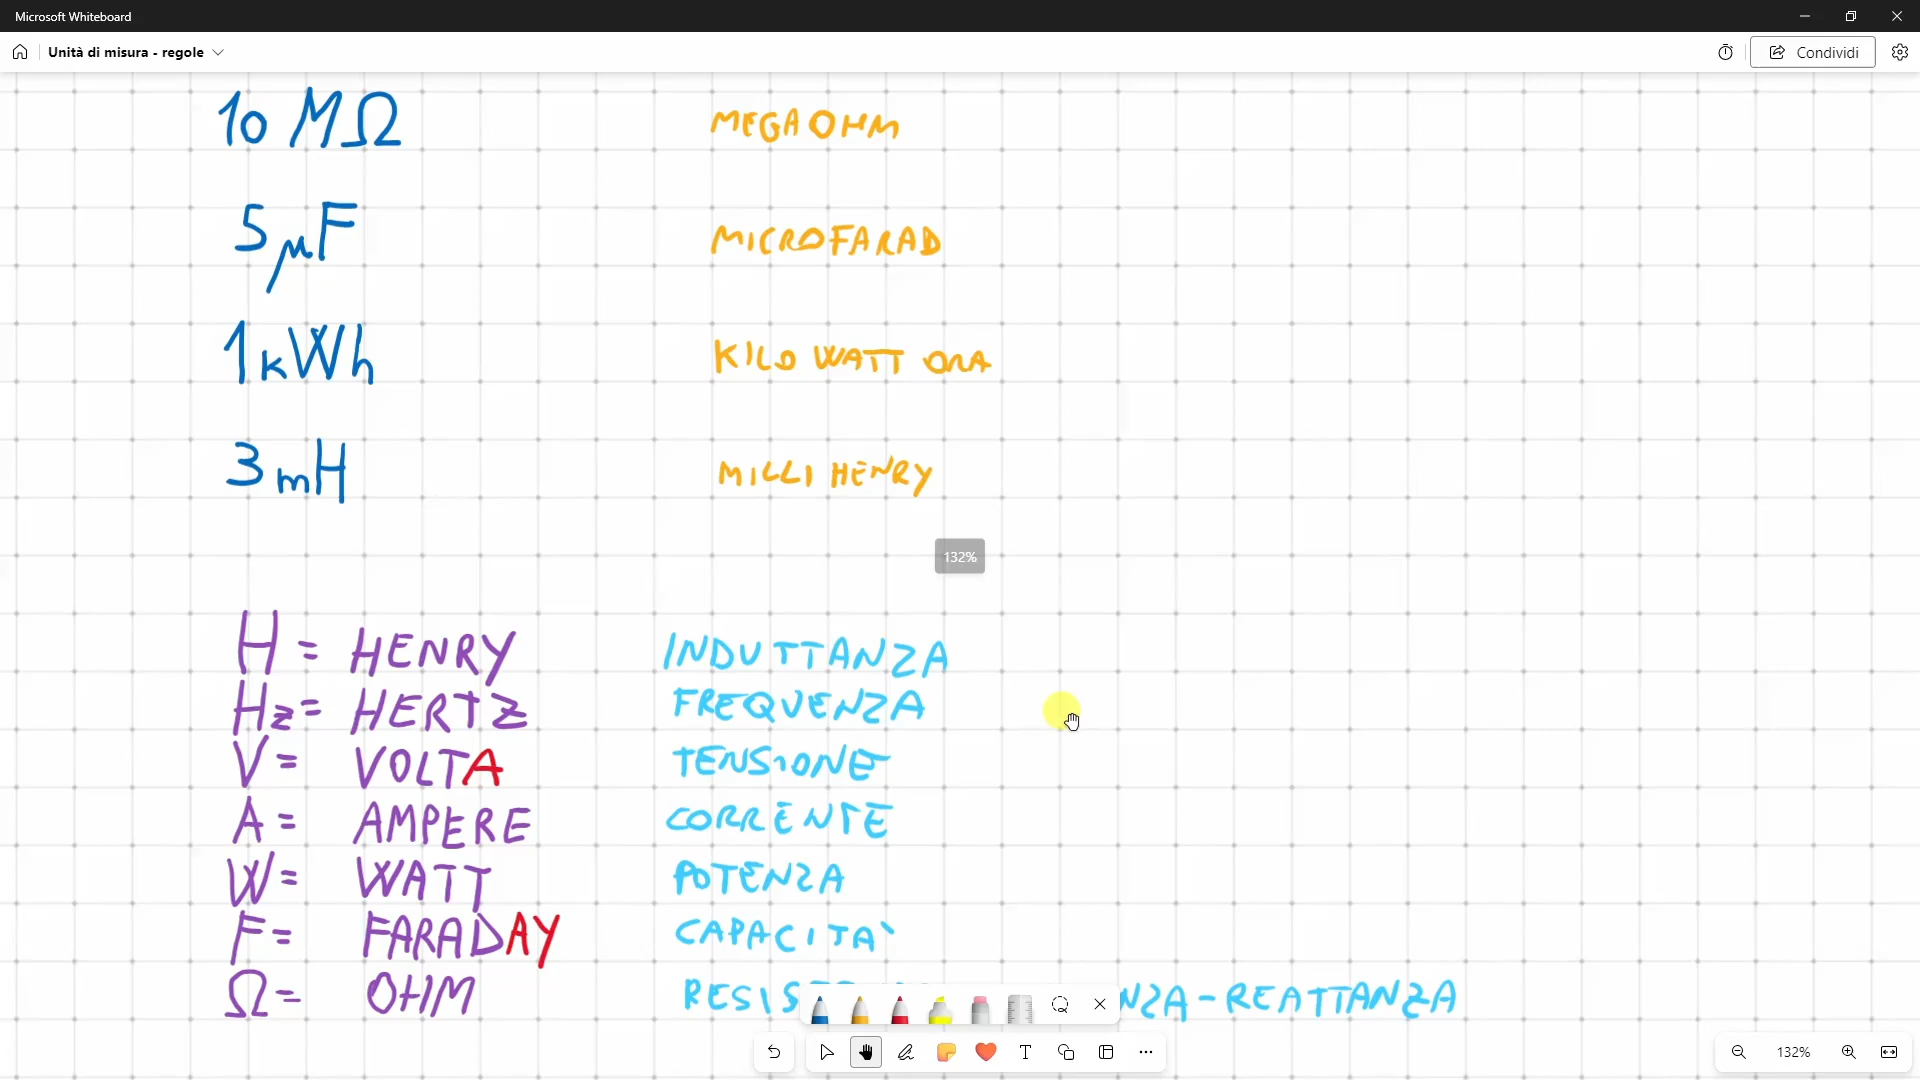 Microsoft Whiteboard
Unità di misura - regole
Condividi
10 MΩ MEGA OHM
5 µF MICROFARAD
1 kWh KILO WATT ORA
3 mH MILLI HENRY
132%
H = HENRY INDUTTANZA
Hz = HERTZ FREQUENZA
V = VOLTA TENSIONE
A = AMPERE CORRENTE
W = WATT POTENZA
F = FARADAY CAPACITA'
Ω = OHM - REATTANZA
132%